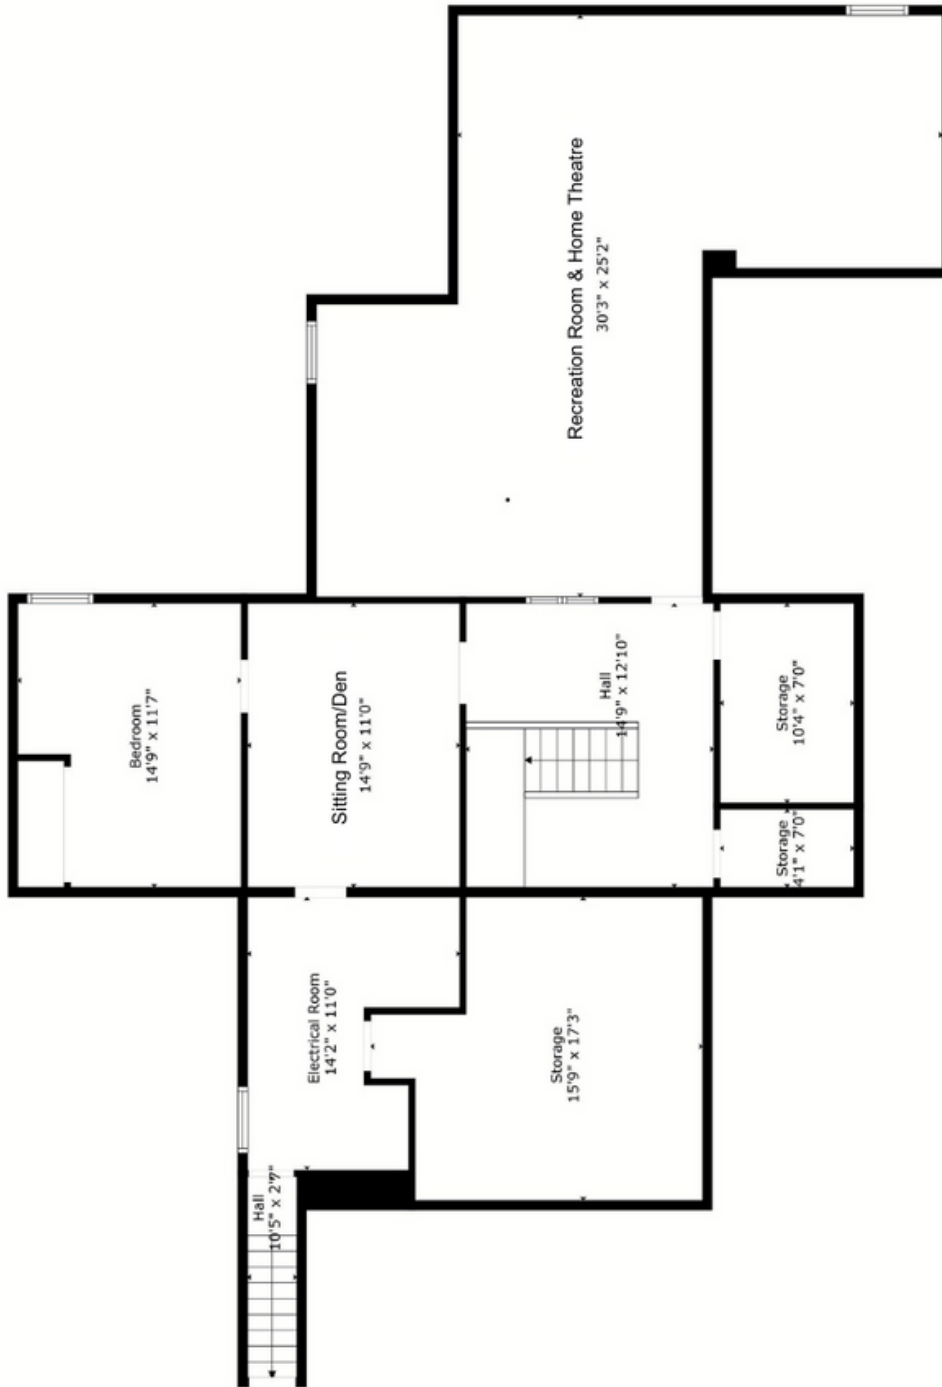 Recreation Room & Home Theatre
30'3" x 25'2"
Bedroom
14'9" x 11'7"
Sitting Room/Den
14'9" x 11'0"
Hall
14'9" x 12'10"
Storage
10'4" x 7'0"
Storage
4'1" x 7'0"
Electrical Room
14'2" x 11'0"
Storage
15'9" x 17'3"
Hall
10'5" x 2'7"